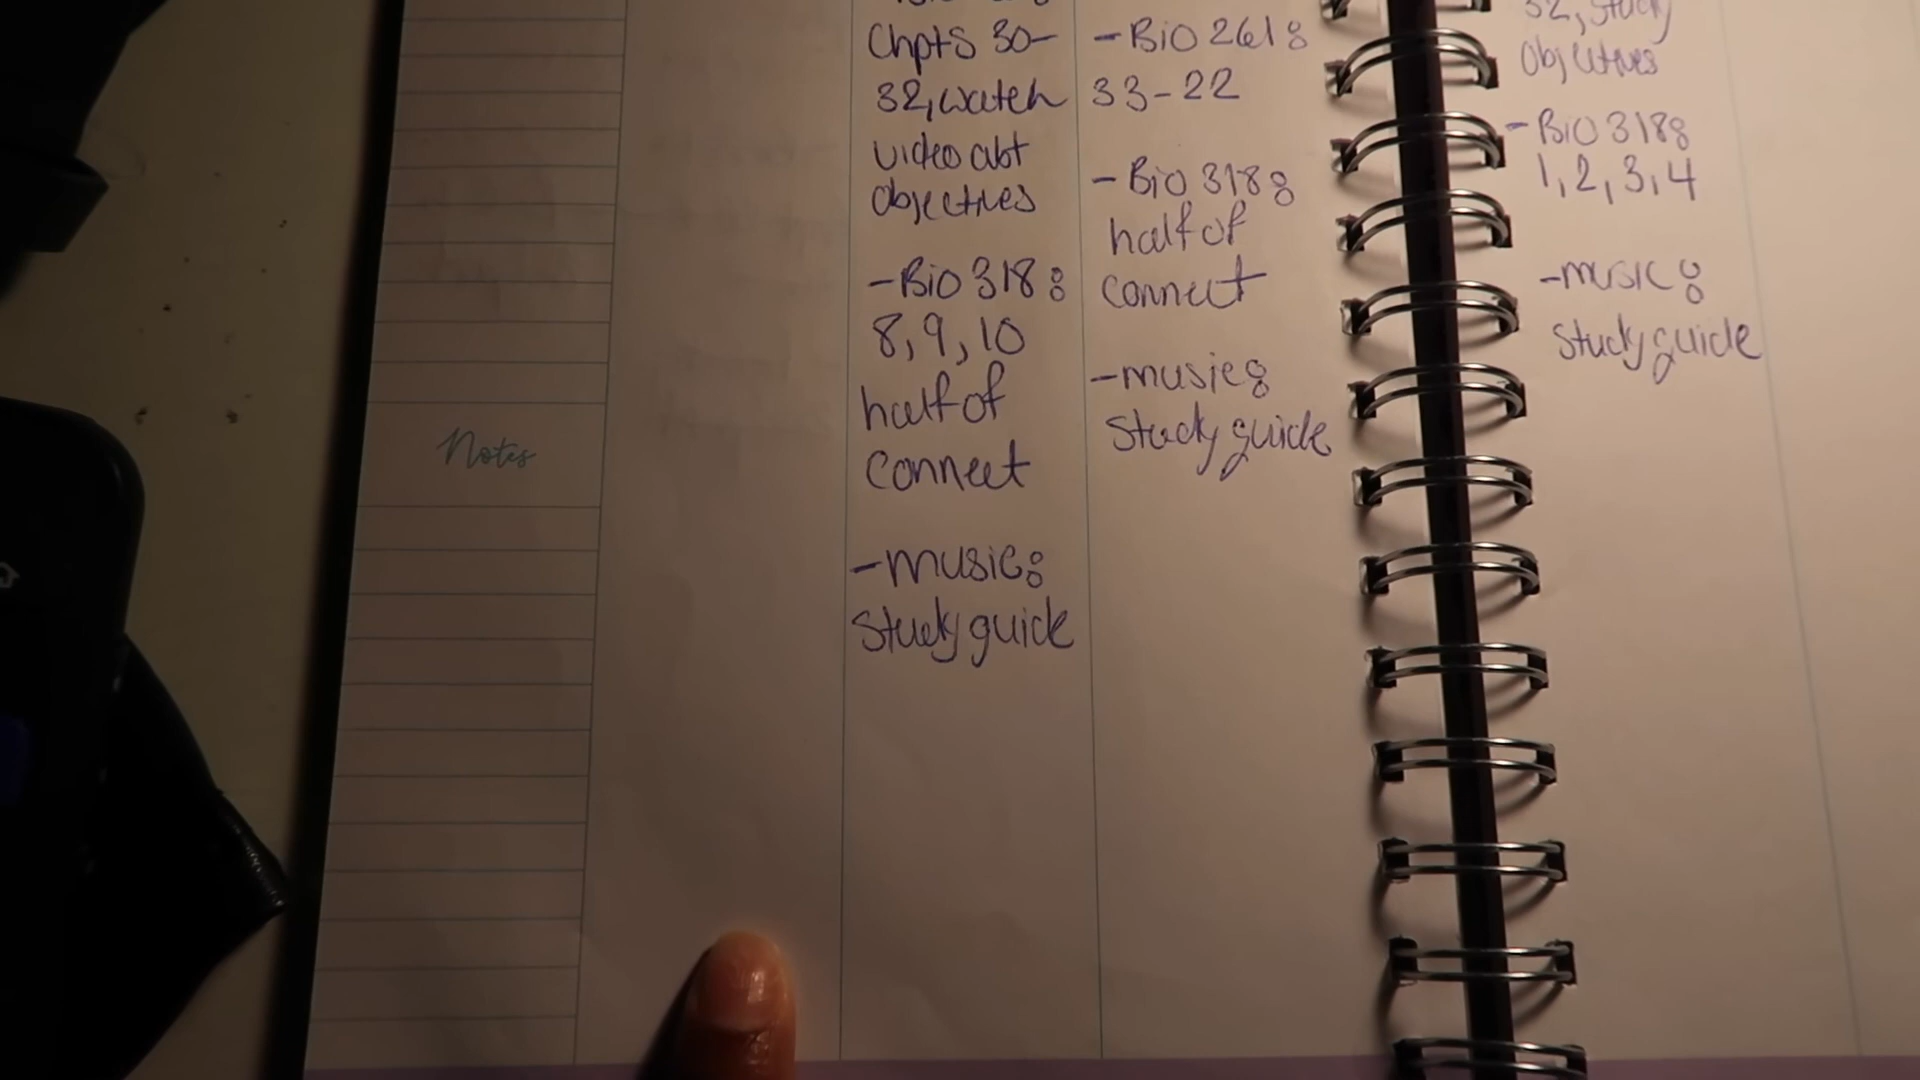 Chpts 30-
32, watch
video abt
objectives
- Bio 318:
8, 9, 10
half of
connect
- music:
Study guide
- Bio 261:
33-22
- Bio 318:
half of
connect
- music:
Study guide
32, study
objectives
- Bio 318:
1, 2, 3, 4
- music:
Study guide
Notes